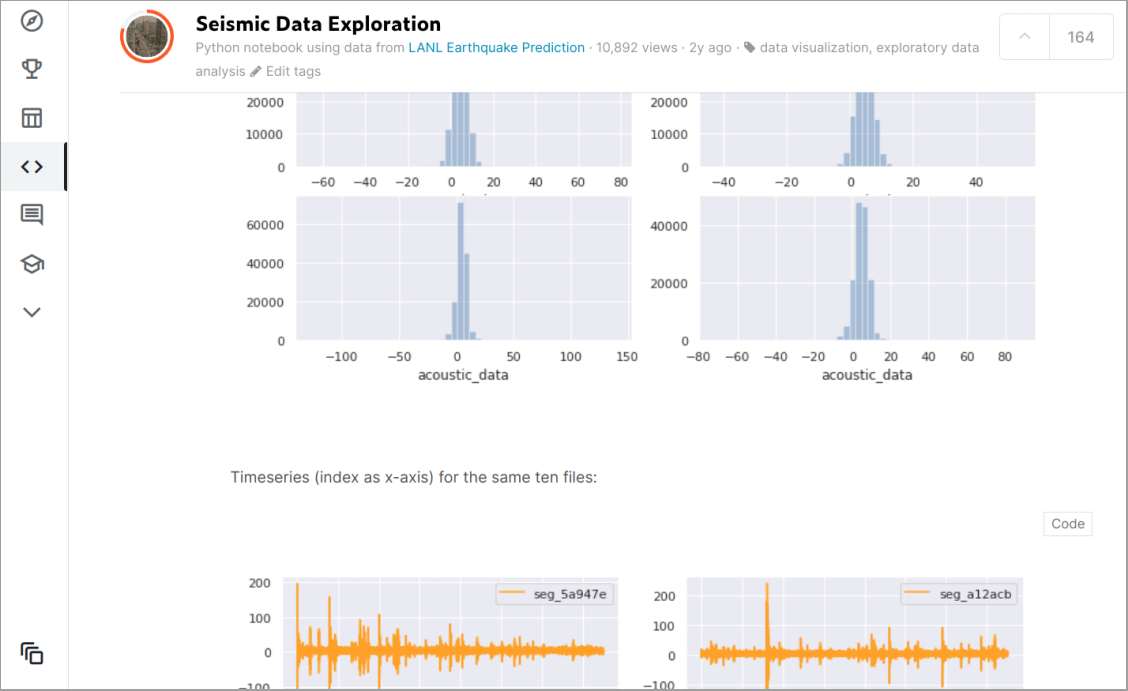 Seismic Data Exploration
Python notebook using data from LANL Earthquake Prediction · 10,892 views · 2y ago · data visualization, exploratory data
analysis Edit tags
164
20000
10000
0
−60 −40 −20 0 20 40 60 80
20000
10000
0
−40 −20 0 20 40
60000
40000
20000
0
−100 −50 0 50 100 150
acoustic_data
40000
20000
0
−80 −60 −40 −20 0 20 40 60 80
acoustic_data
Timeseries (index as x-axis) for the same ten files:
Code
200
100
0
−100
seg_5a947e
200
100
0
−100
seg_a12acb